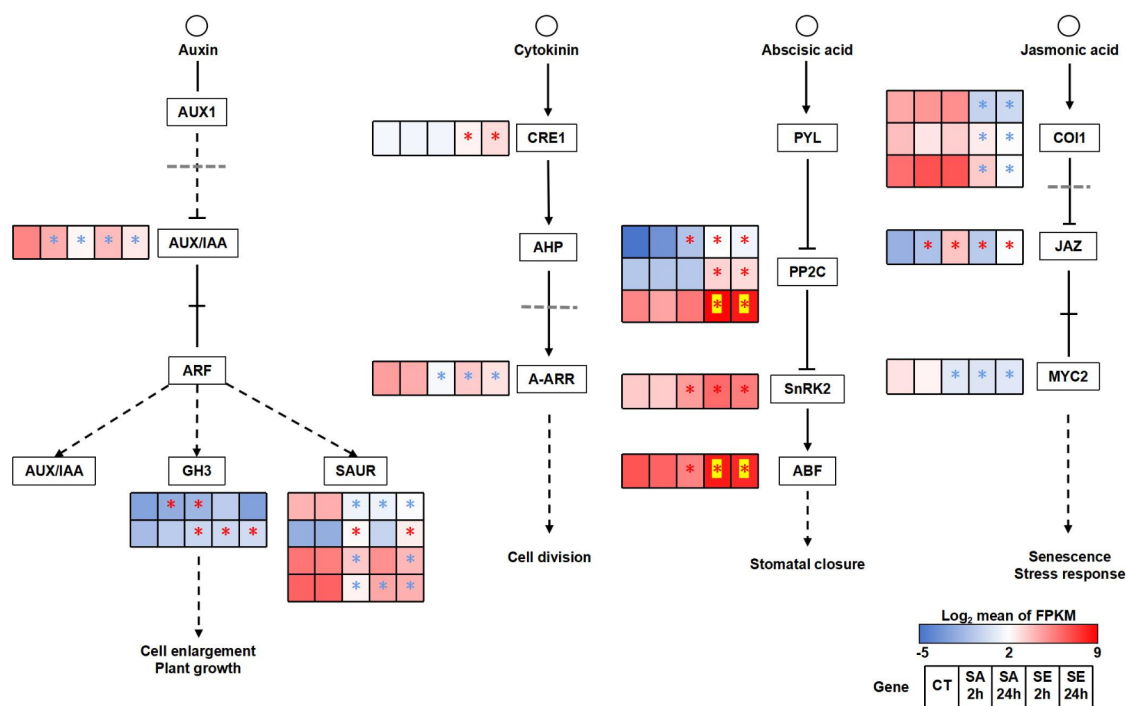 Auxin
Cytokinin
Abscisic acid
Jasmonic acid
AUX1
CRE1
* *
PYL
COI1
* *
* *
* *
AUX/IAA
* * * *
AHP
PP2C
* * *
* *
* *
JAZ
* * * *
ARF
A-ARR
* * *
SnRK2
* * *
MYC2
* * *
AUX/IAA
GH3
SAUR
ABF
* * *
* *
* * *
* * *
* *
* * *
* * *
Cell division
Stomatal closure
Senescence
Stress response
Cell enlargement
Plant growth
Log₂ mean of FPKM
-5 2 9
Gene
CT
SA
2h
SA
24h
SE
2h
SE
24h